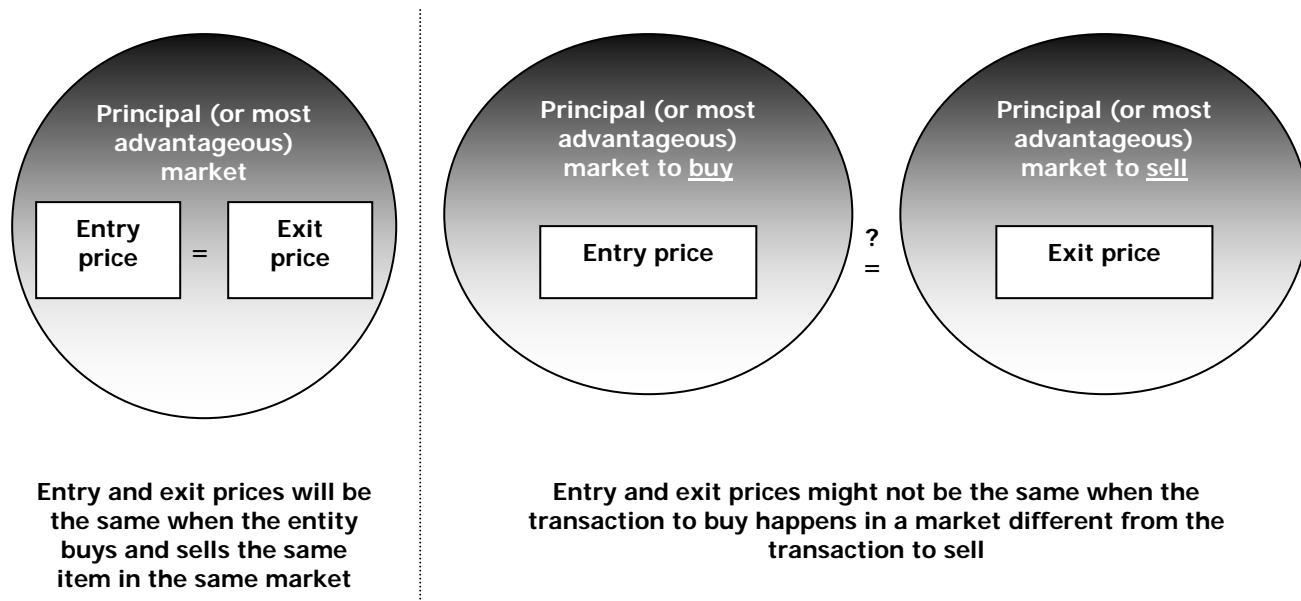 Principal (or most
advantageous)
market
Entry
price
=
Exit
price
Entry and exit prices will be
the same when the entity
buys and sells the same
item in the same market
Principal (or most
advantageous)
market to buy
Entry price
?
=
Principal (or most
advantageous)
market to sell
Exit price
Entry and exit prices might not be the same when the
transaction to buy happens in a market different from the
transaction to sell